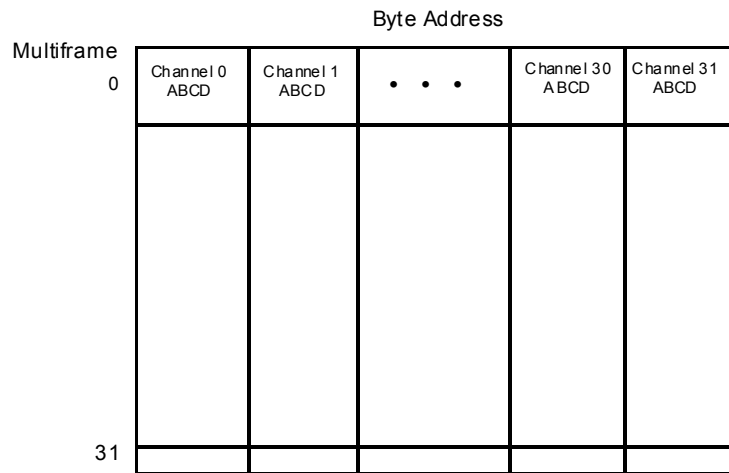 Byte Address
Multiframe
0
Channel 0
ABCD
Channel 1
ABCD
• • •
Channel 30
ABCD
Channel 31
ABCD
31